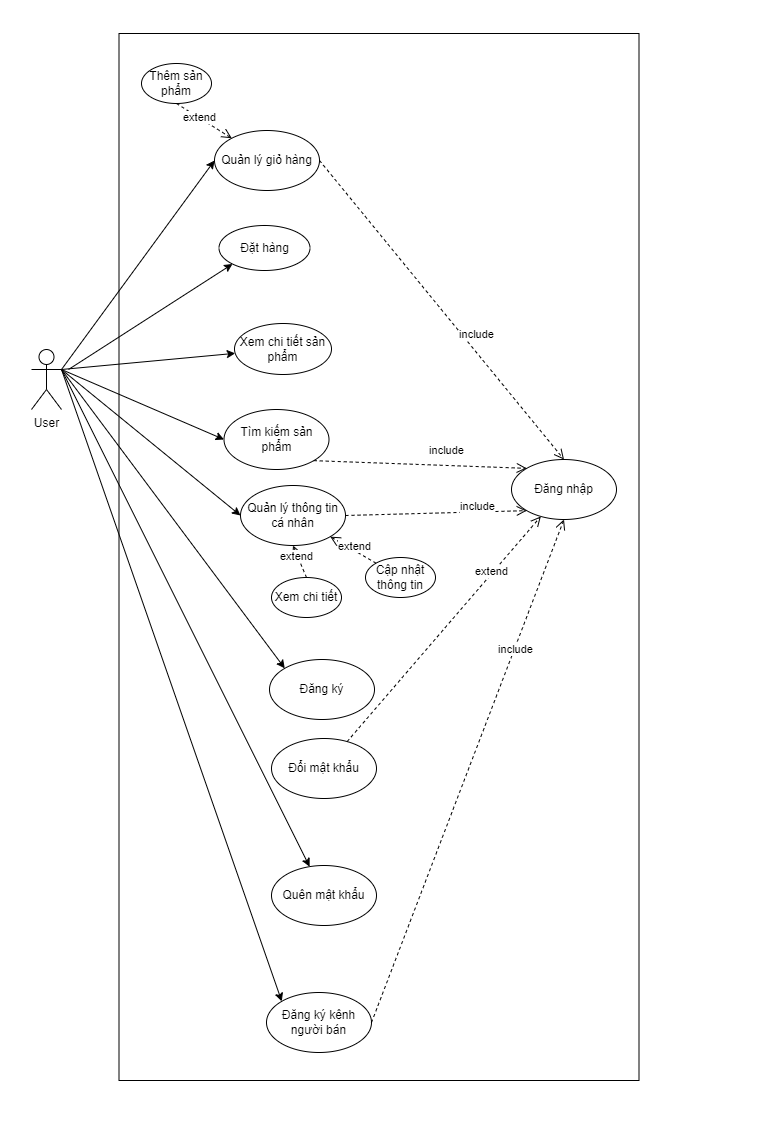 Thêm sản
phẩm
extend
Quản lý giỏ hàng
Đặt hàng
include
Xem chi tiết sản
phẩm
User
Tìm kiếm sản
phẩm
include
Đăng nhập
Quản lý thông tin
cá nhân
include
extend
extend
Cập nhật
thông tin
extend
Xem chi tiết
include
Đăng ký
Đổi mật khẩu
Quên mật khẩu
Đăng ký kênh
người bán